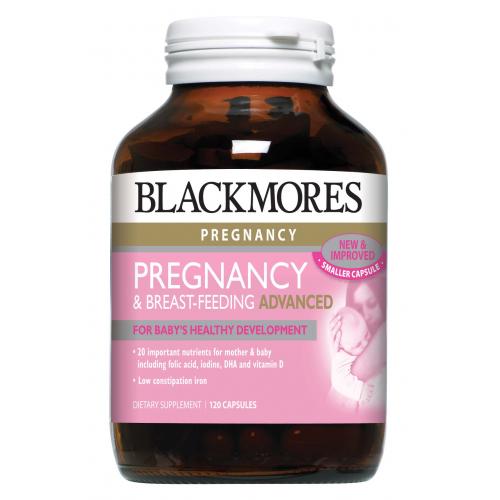 BLACKMORES
PREGNANCY
NEW &
IMPROVED
• SMALLER CAPSULE •
PREGNANCY
& BREAST-FEEDING ADVANCED
FOR BABY'S HEALTHY DEVELOPMENT
• 20 important nutrients for mother & baby
including folic acid, iodine, DHA and vitamin D
• Low constipation iron
DIETARY SUPPLEMENT | 120 CAPSULES